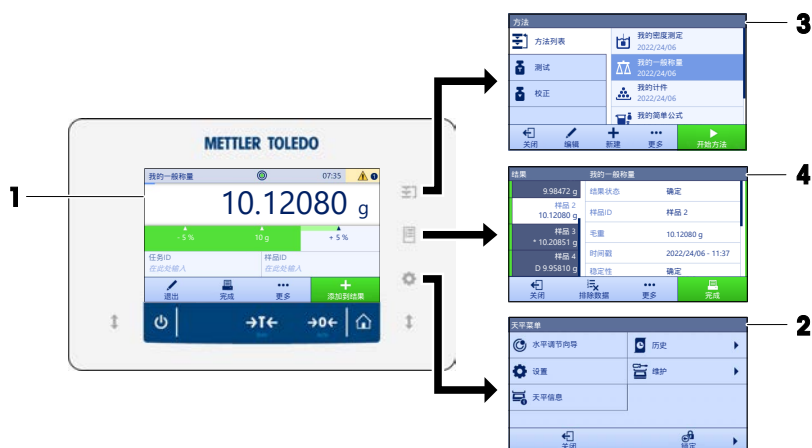 1
METTLER TOLEDO
我的一般称量
07:35
10.12080 g
- 5 %
10 g
+ 5 %
任务ID
样品ID
在此处输入
在此处输入
退出
完成
更多
添加到结果
→T←
→0←
3
方法
方法列表
测试
校正
我的密度测定
2022/24/06
我的一般称量
2022/24/06
我的计件
2022/24/06
我的简单公式
关闭
编辑
新建
更多
开始方法
4
结果
我的一般称量
9.98472 g
样品 2
10.12080 g
样品 3
* 10.20851 g
样品 4
D 9.95810 g
结果状态
确定
样品ID
样品 2
毛重
10.12080 g
时间戳
2022/24/06 - 11:37
稳定性
确定
关闭
排除数据
更多
完成
2
天平菜单
水平调节向导
历史
设置
维护
天平信息
关闭
锁定